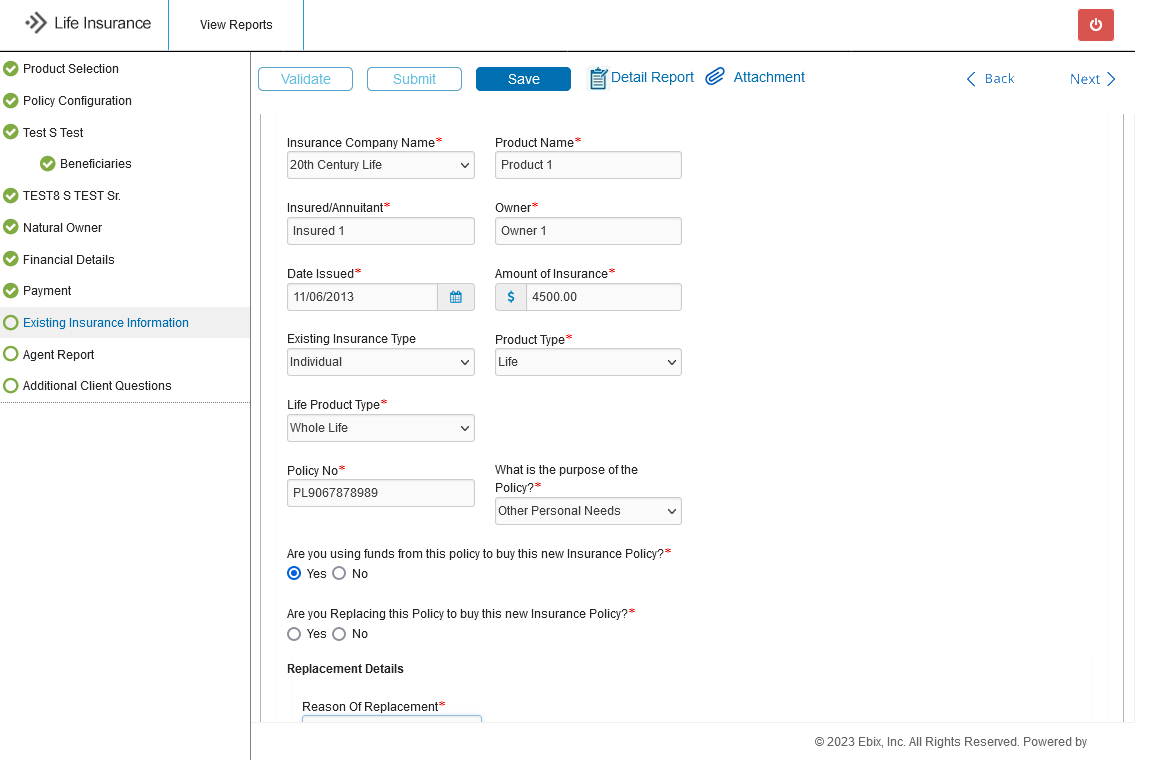 Life Insurance
View Reports
Product Selection
Policy Configuration
Test S Test
Beneficiaries
TEST8 S TEST Sr.
Natural Owner
Financial Details
Payment
Existing Insurance Information
Agent Report
Additional Client Questions
Validate Submit Save Detail Report Attachment Back Next
Insurance Company Name* Product Name*
20th Century Life Product 1
Insured/Annuitant* Owner*
Insured 1 Owner 1
Date Issued* Amount of Insurance*
11/06/2013 $ 4500.00
Existing Insurance Type Product Type*
Individual Life
Life Product Type*
Whole Life
Policy No* What is the purpose of the
Policy?*
PL9067878989 Other Personal Needs
Are you using funds from this policy to buy this new Insurance Policy?*
Yes No
Are you Replacing this Policy to buy this new Insurance Policy?*
Yes No
Replacement Details
Reason Of Replacement*
© 2023 Ebix, Inc. All Rights Reserved. Powered by